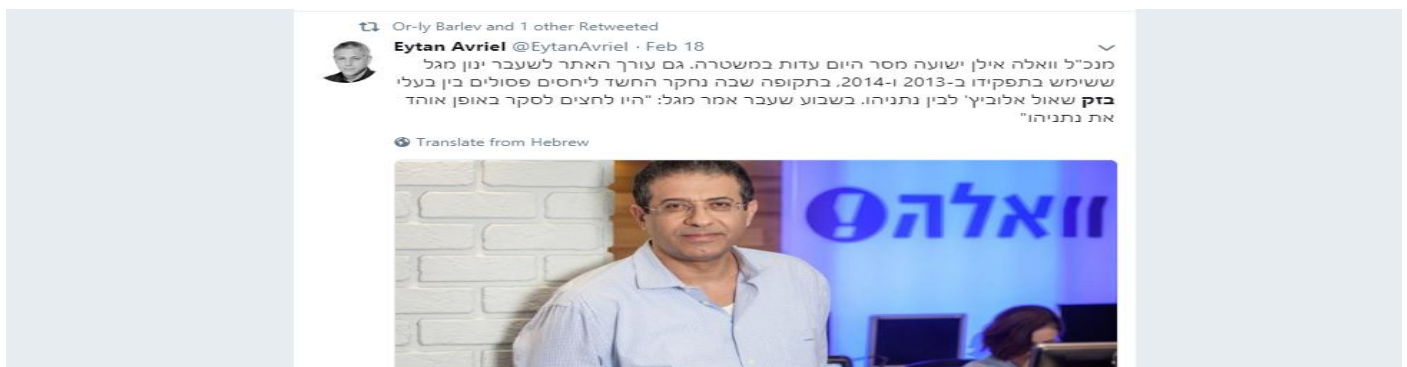 Or-ly Barlev and 1 other Retweeted
Eytan Avriel @EytanAvriel · Feb 18
מנכ"ל וואלה אילן ישועה מסר היום עדות במשטרה. גם עורך האתר לשעבר ינון מגל
ששימש בתפקידו ב-2013 ו-2014, בתקופה שבה נחקר החשד ליחסים פסולים בין בעלי
בזק שאול אלוביץ' לבין נתניהו. בשבוע שעבר אמר מגל: "היו לחצים לסקר באופן אוהד
את נתניהו"
Translate from Hebrew
וואלה!